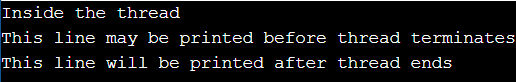 Inside the thread
This line may be printed before thread terminates
This line will be printed after thread ends